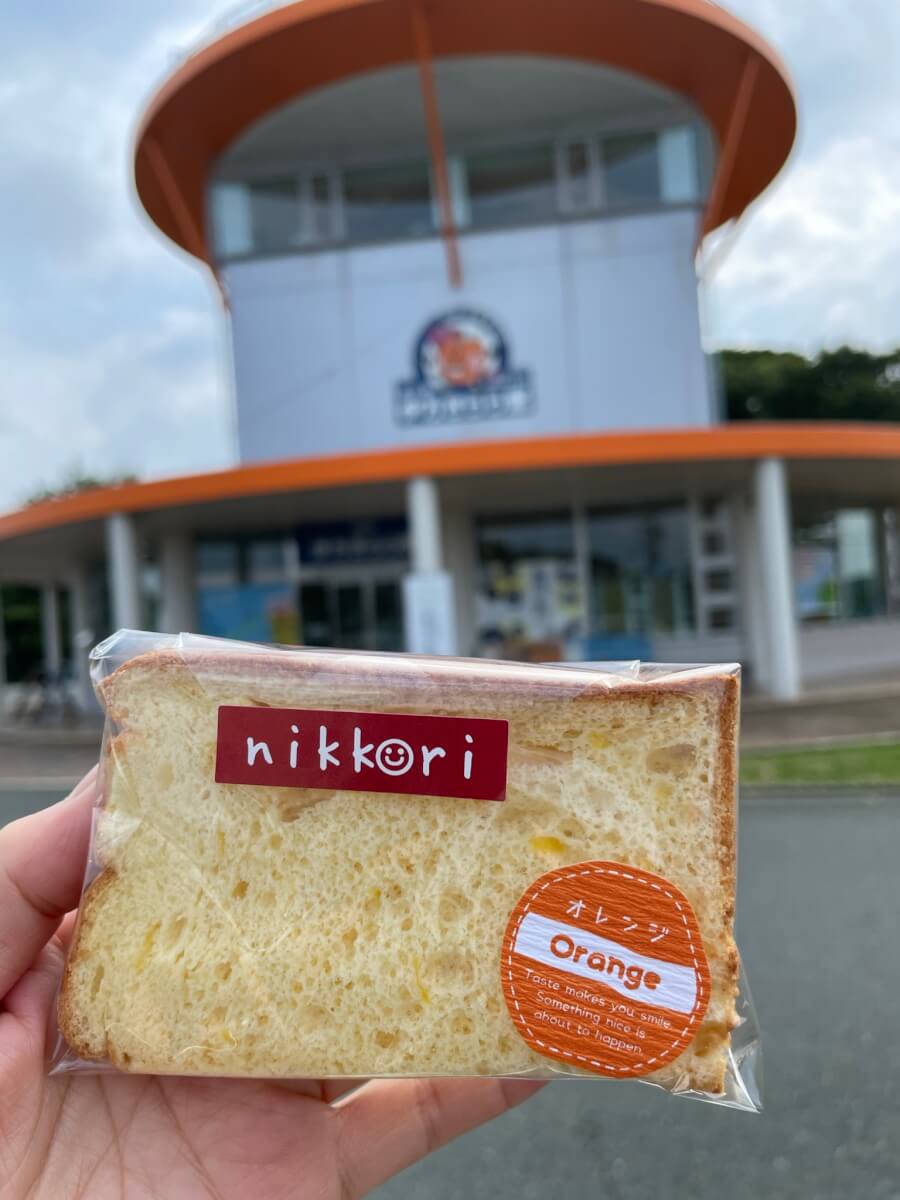 nikkori
オレンジ
Orange
Taste makes you smile.
Something nice is
about to happen.